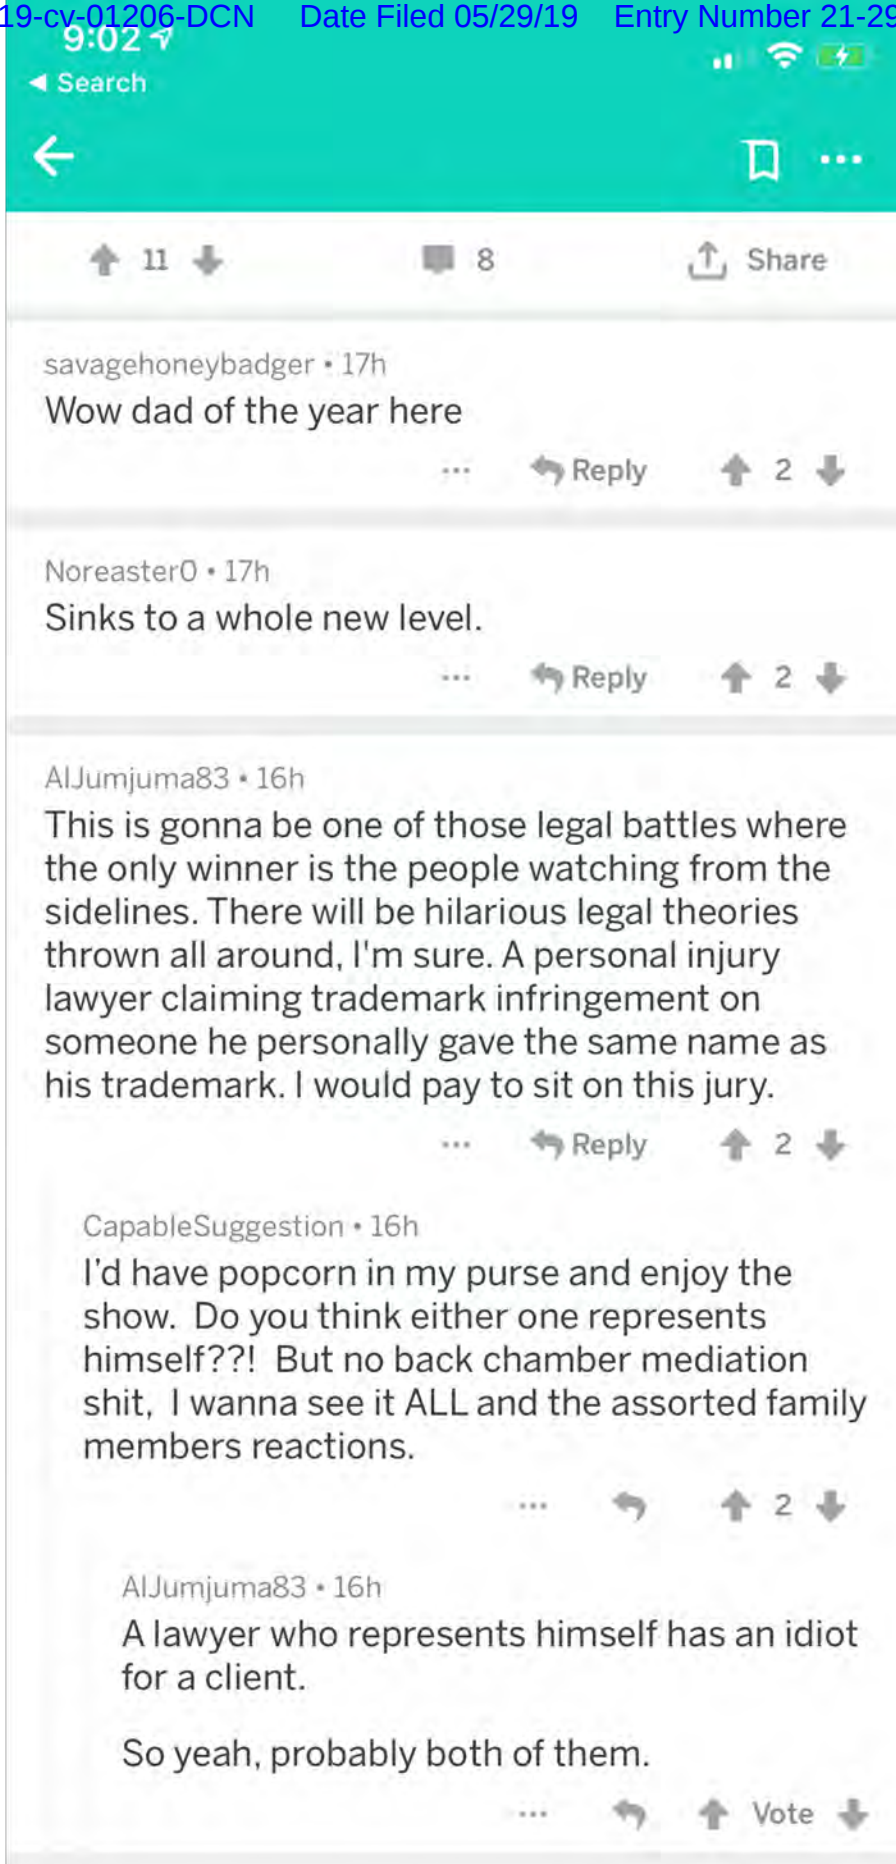 19-cv-01206-DCN Date Filed 05/29/19 Entry Number 21-29
9:02
Search
11 8 Share
savagehoneybadger • 17h
Wow dad of the year here
... Reply 2
Noreaster0 • 17h
Sinks to a whole new level.
... Reply 2
AlJumjuma83 • 16h
This is gonna be one of those legal battles where
the only winner is the people watching from the
sidelines. There will be hilarious legal theories
thrown all around, I'm sure. A personal injury
lawyer claiming trademark infringement on
someone he personally gave the same name as
his trademark. I would pay to sit on this jury.
... Reply 2
CapableSuggestion • 16h
I'd have popcorn in my purse and enjoy the
show.  Do you think either one represents
himself??!  But no back chamber mediation
shit,  I wanna see it ALL and the assorted family
members reactions.
... 2
AlJumjuma83 • 16h
A lawyer who represents himself has an idiot
for a client.
So yeah, probably both of them.
... Vote